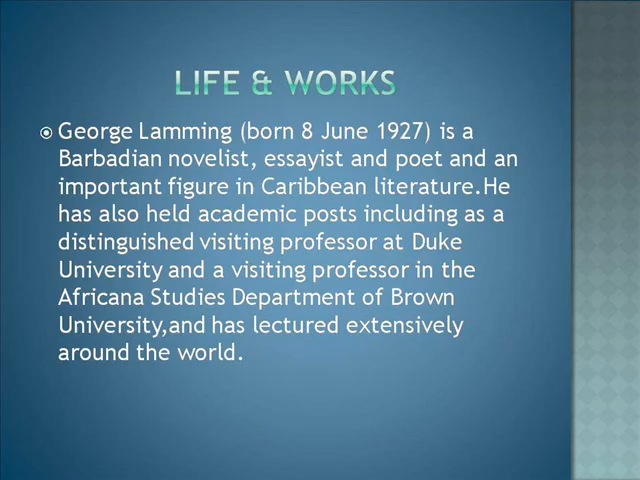 LIFE & WORKS
George Lamming (born 8 June 1927) is a
Barbadian novelist, essayist and poet and an
important figure in Caribbean literature.He
has also held academic posts including as a
distinguished visiting professor at Duke
University and a visiting professor in the
Africana Studies Department of Brown
University,and has lectured extensively
around the world.